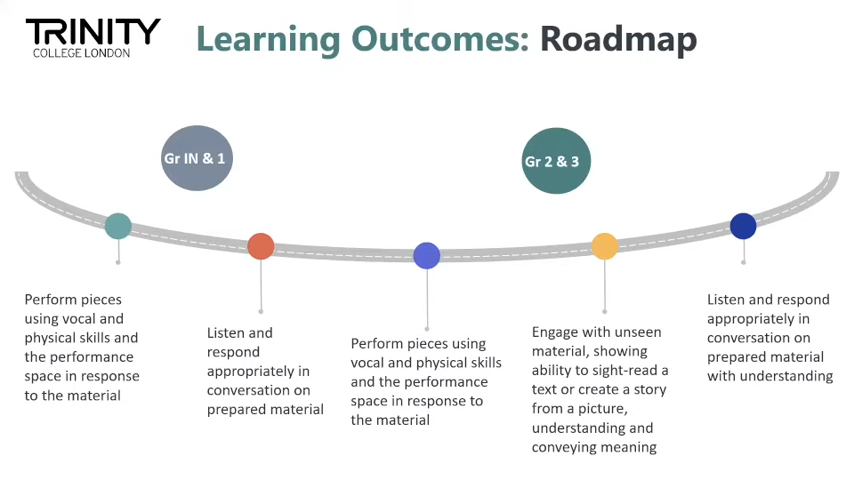 TRINITY
COLLEGE LONDON
Learning Outcomes: Roadmap
Gr IN & 1
Gr 2 & 3
Perform pieces
using vocal and
physical skills and
the performance
space in response
to the material
Listen and
respond
appropriately in
conversation on
prepared material
Perform pieces using
vocal and physical skills
and the performance
space in response to
the material
Engage with unseen
material, showing
ability to sight-read a
text or create a story
from a picture,
understanding and
conveying meaning
Listen and respond
appropriately in
conversation on
prepared material
with understanding